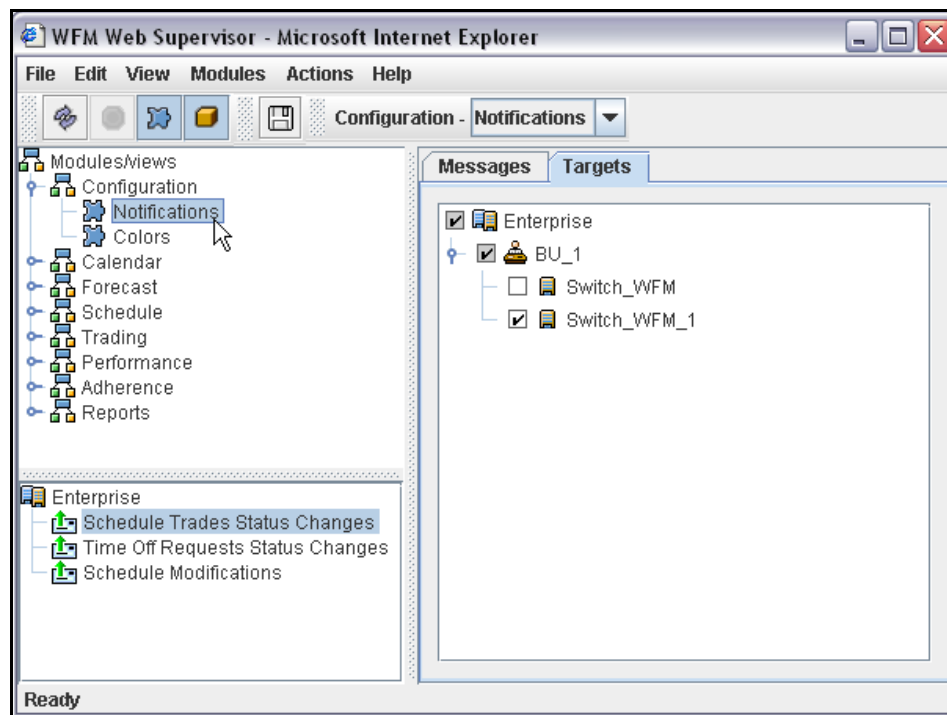 WFM Web Supervisor - Microsoft Internet Explorer
File Edit View Modules Actions Help
Configuration - Notifications
Modules/views
Configuration
Notifications
Colors
Calendar
Forecast
Schedule
Trading
Performance
Adherence
Reports
Enterprise
Schedule Trades Status Changes
Time Off Requests Status Changes
Schedule Modifications
Messages Targets
Enterprise
BU_1
Switch_WFM
Switch_WFM_1
Ready